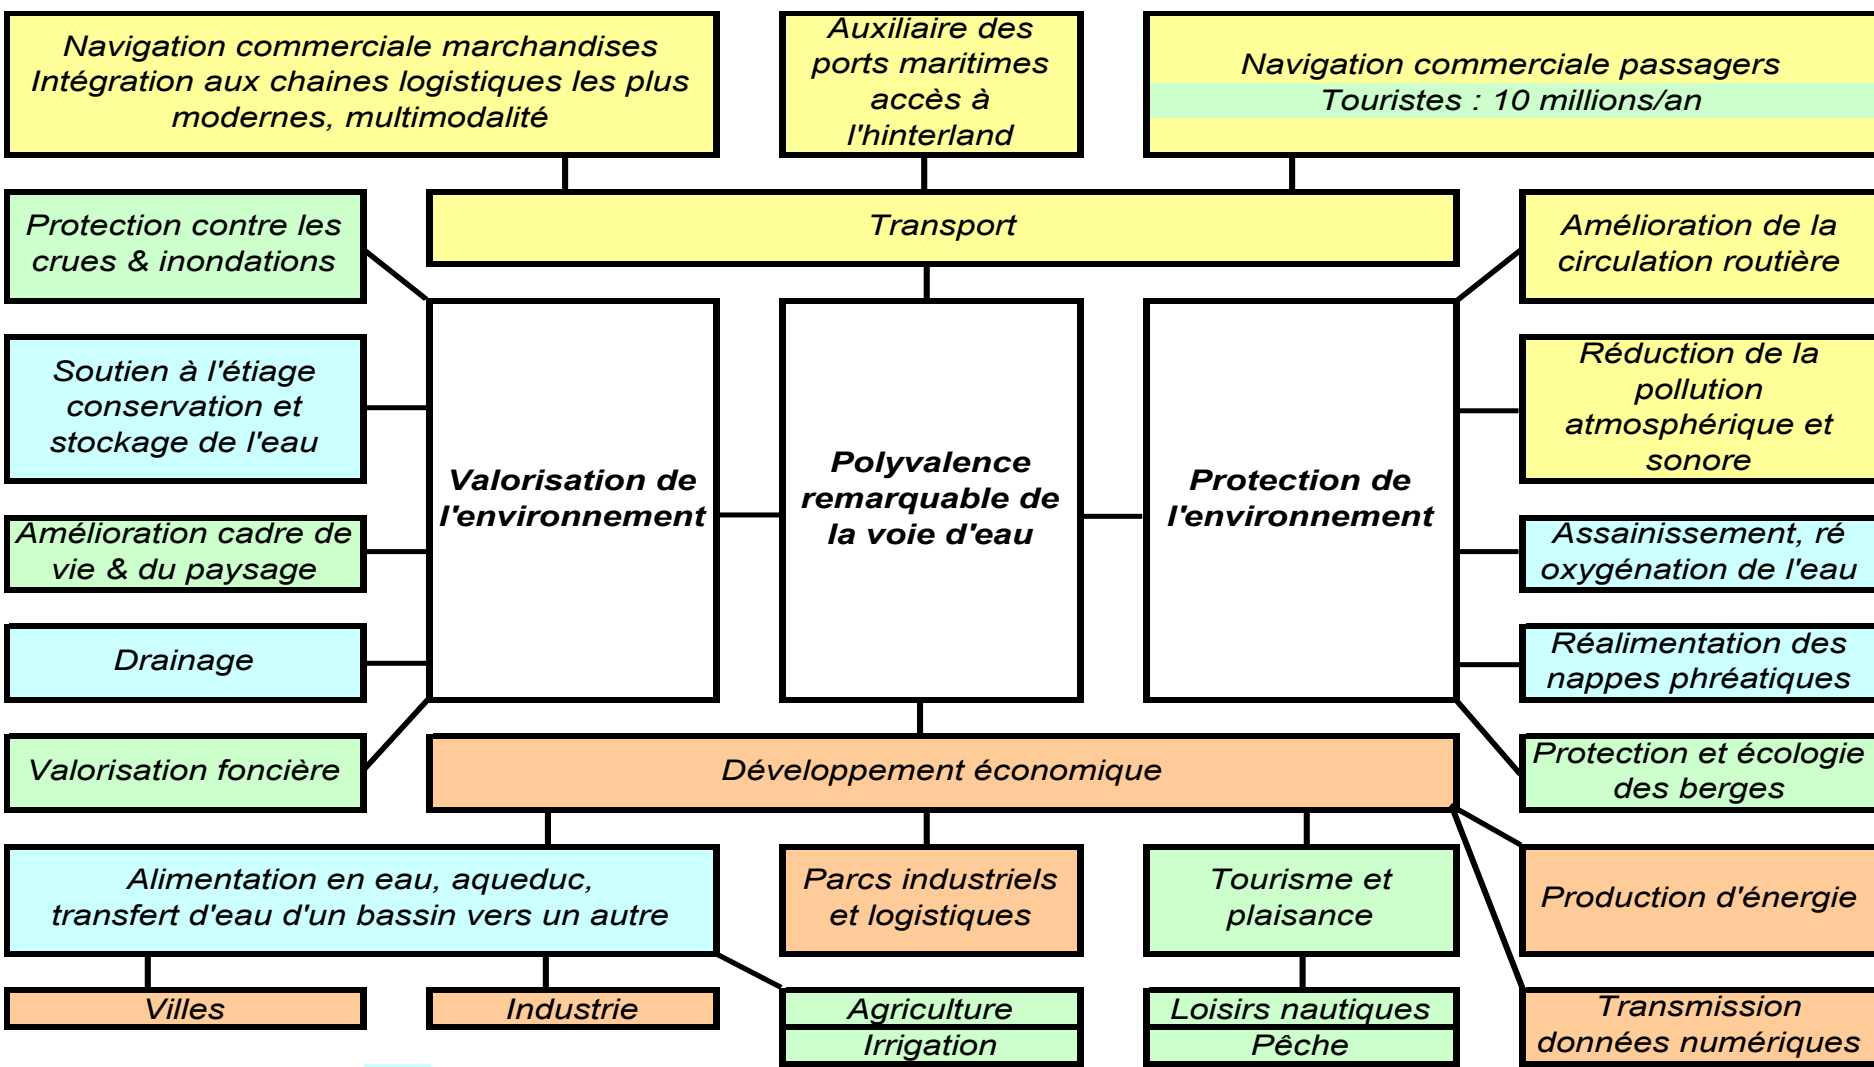 Navigation commerciale marchandises
Intégration aux chaines logistiques les plus
modernes, multimodalité
Auxiliaire des
ports maritimes
accès à
l'hinterland
Navigation commerciale passagers
Touristes : 10 millions/an
Protection contre les
crues & inondations
Transport
Amélioration de la
circulation routière
Soutien à l'étiage
conservation et
stockage de l'eau
Réduction de la
pollution
atmosphérique et
sonore
Valorisation de
l'environnement
Polyvalence
remarquable de
la voie d'eau
Protection de
l'environnement
Amélioration cadre de
vie & du paysage
Assainissement, ré
oxygénation de l'eau
Drainage
Réalimentation des
nappes phréatiques
Valorisation foncière
Développement économique
Protection et écologie
des berges
Alimentation en eau, aqueduc,
transfert d'eau d'un bassin vers un autre
Parcs industriels
et logistiques
Tourisme et
plaisance
Production d'énergie
Villes
Industrie
Agriculture
Irrigation
Loisirs nautiques
Pêche
Transmission
données numériques